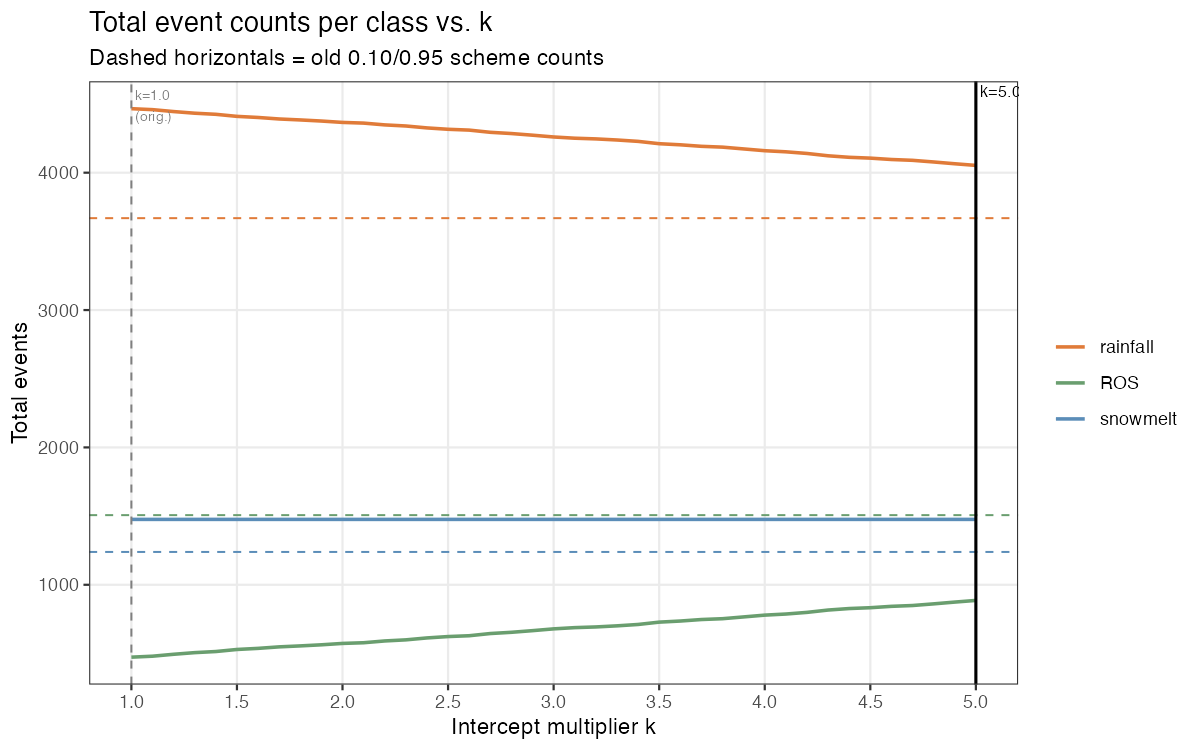 Total event counts per class vs. k
Dashed horizontals = old 0.10/0.95 scheme counts
k=1.0
(orig.)
k=5.0
Total events
4000
3000
2000
1000
1.0 1.5 2.0 2.5 3.0 3.5 4.0 4.5 5.0
Intercept multiplier k
rainfall
ROS
snowmelt